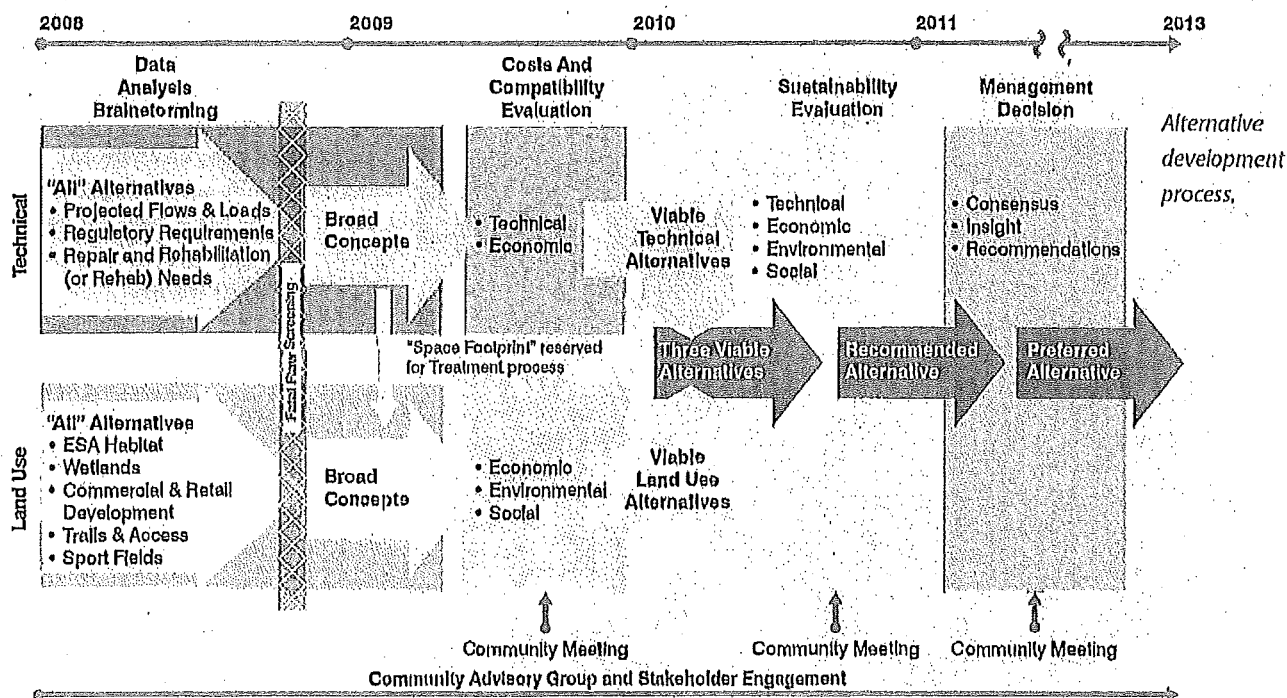 2008 2009 2010 2011 2013
Data
Analysis
Brainstorming
Costs And
Compatibility
Evaluation
Sustainability
Evaluation
Management
Decision
Alternative
development
process,
Technical
"All" Alternatives
• Projected Flows & Loads
• Regulatory Requirements
• Repair and Rehabilitation
(or Rehab) Needs
Fatal Flaw Screening
Broad
Concepts
• Technical
• Economic
Viable
Technical
Alternatives
• Technical
• Economic
• Environmental
• Social
• Consensus
• Insight
• Recommendations
"Space Footprint" reserved
for Treatment process
Three Viable
Alternatives
Recommended
Alternative
Preferred
Alternative
Land Use
"All" Alternatives
• ESA Habitat
• Wetlands
• Commercial & Retail
Development
• Trails & Access
• Sport Fields
Broad
Concepts
• Economic
• Environmental
• Social
Viable
Land Use
Alternatives
Community Meeting
Community Meeting
Community Meeting
Community Advisory Group and Stakeholder Engagement